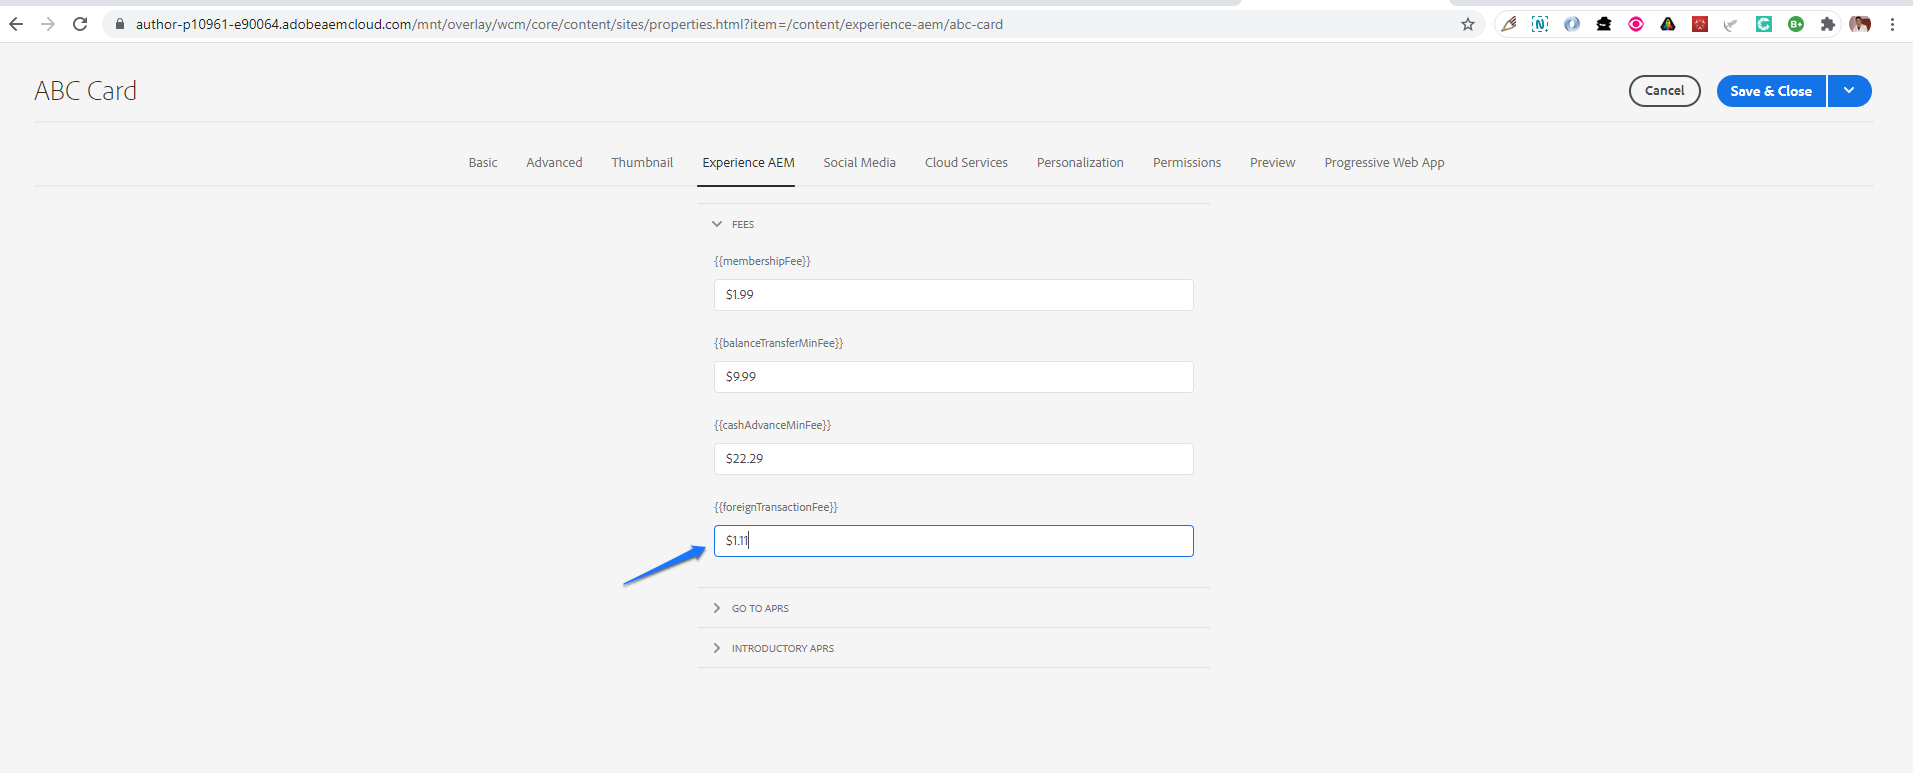 author-p10961-e90064.adobeaemcloud.com/mnt/overlay/wcm/core/content/sites/properties.html?item=/content/experience-aem/abc-card
ABC Card
Cancel
Save & Close
Basic Advanced Thumbnail Experience AEM Social Media Cloud Services Personalization Permissions Preview Progressive Web App
FEES
{{membershipFee}}
$1.99
{{balanceTransferMinFee}}
$9.99
{{cashAdvanceMinFee}}
$22.29
{{foreignTransactionFee}}
$1.11
GO TO APRS
INTRODUCTORY APRS